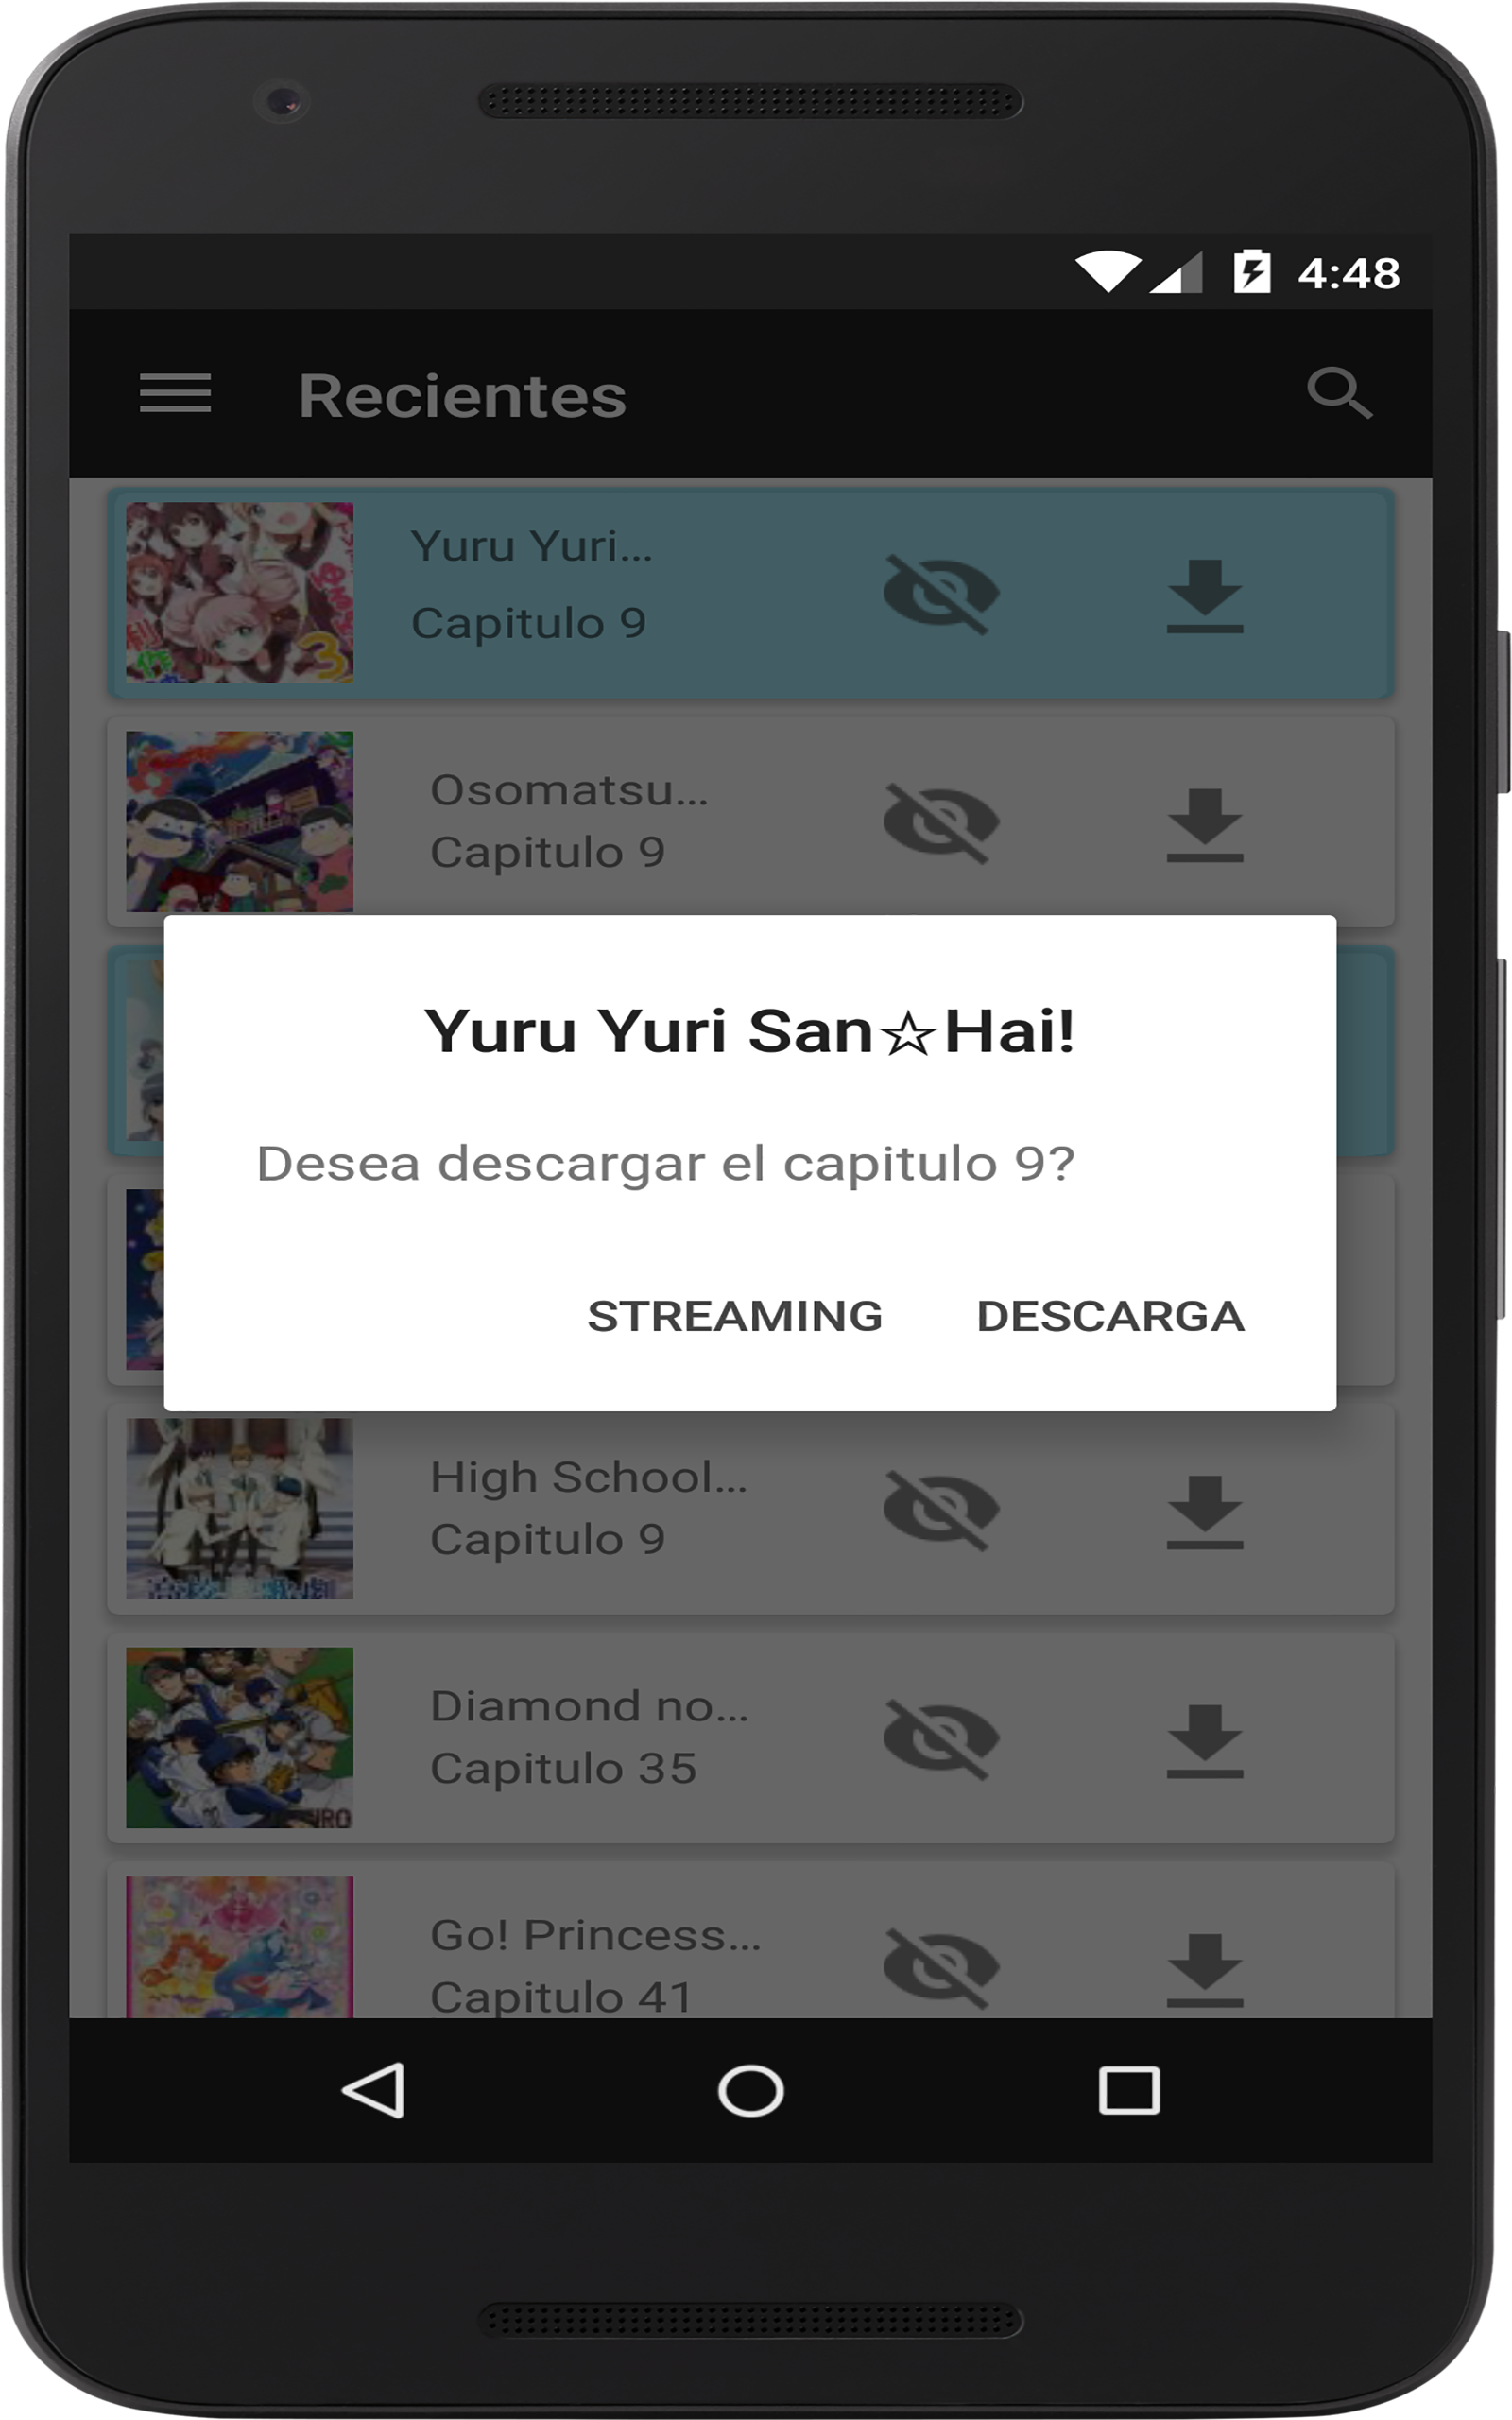 4:48
Recientes
Yuru Yuri...
Capitulo 9
Osomatsu...
Capitulo 9
Yuru Yuri San☆Hai!
Desea descargar el capitulo 9?
STREAMING DESCARGA
High School...
Capitulo 9
Diamond no...
Capitulo 35
Go! Princess...
Capitulo 41